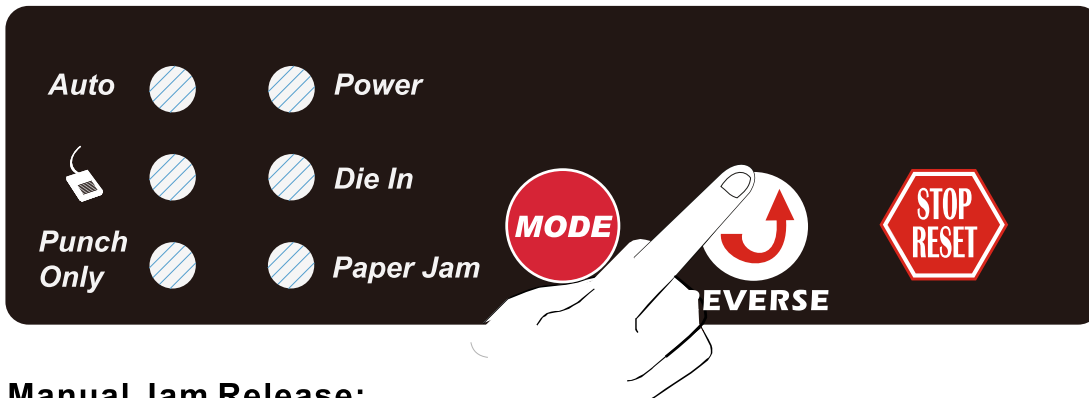 Auto
Power
Die In
Punch
Only
Paper Jam
MODE
EVERSE
STOP
RESET
Manual Jam Release: